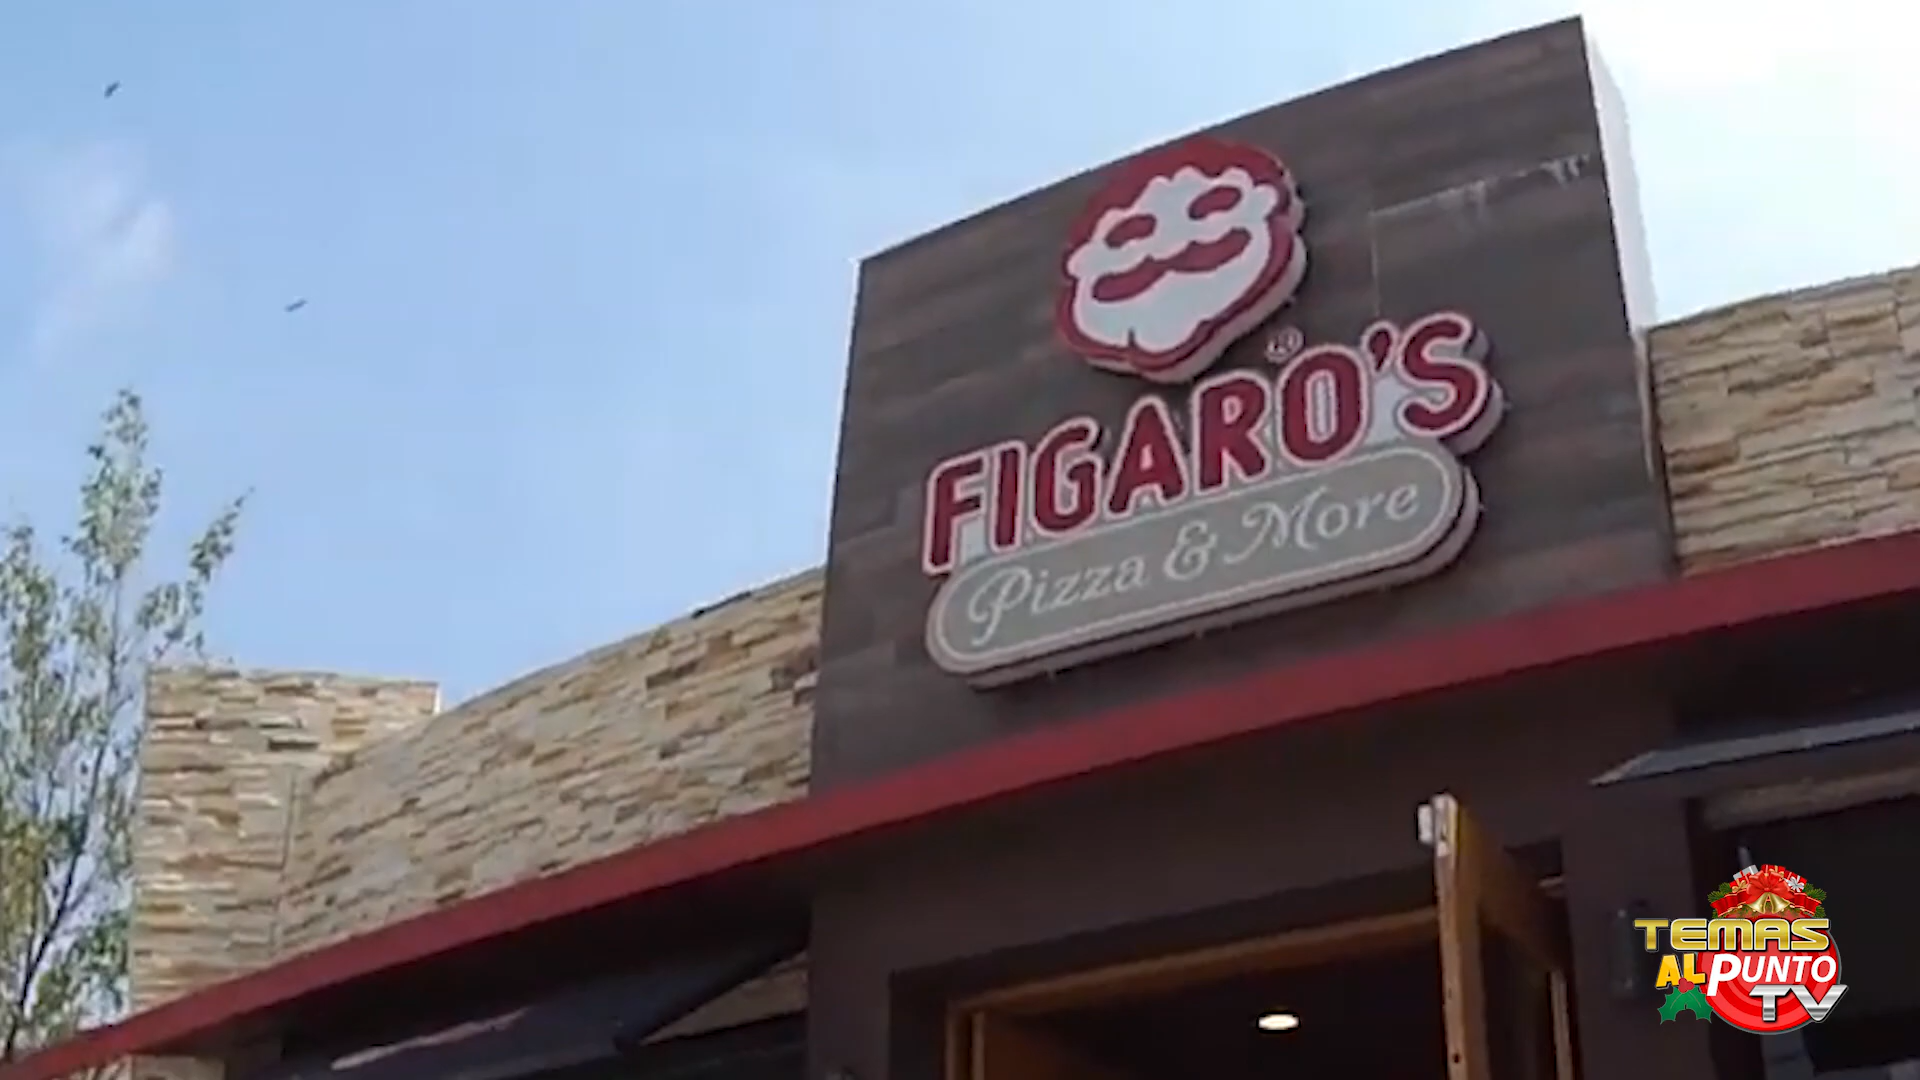 ®
FIGARO'S
Pizza & More
TEMAS
AL PUNTO
TV